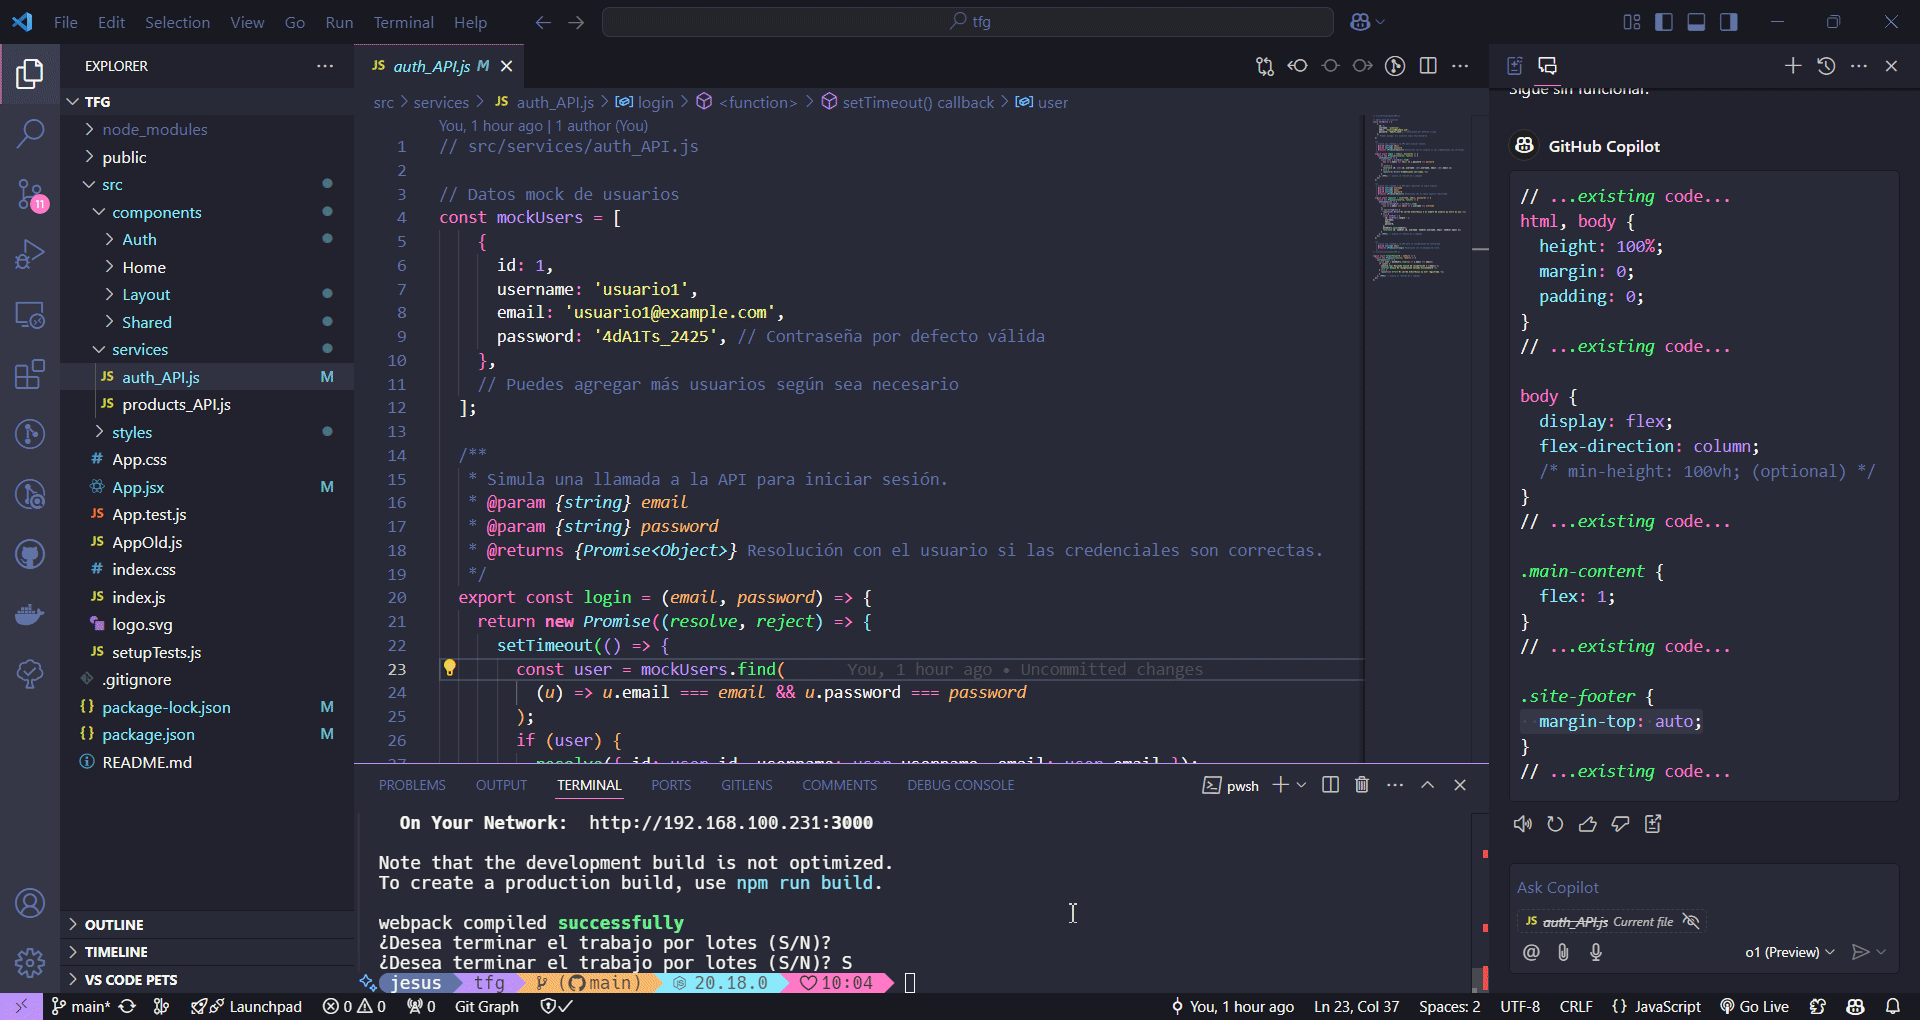 File Edit Selection View Go Run Terminal Help
tfg
EXPLORER
TFG
node_modules
public
src
components
Auth
Home
Layout
Shared
services
JS auth_API.js M
JS products_API.js
styles
# App.css
App.jsx M
JS App.test.js
JS AppOld.js
# index.css
JS index.js
logo.svg
JS setupTests.js
.gitignore
{} package-lock.json M
{} package.json M
README.md
OUTLINE
TIMELINE
VS CODE PETS
11
JS auth_API.js M
src > services > JS auth_API.js > login > <function> > setTimeout() callback > user
You, 1 hour ago | 1 author (You)
1 // src/services/auth_API.js
2
3 // Datos mock de usuarios
4 const mockUsers = [
5 {
6 id: 1,
7 username: 'usuario1',
8 email: 'usuario1@example.com',
9 password: '4dA1Ts_2425', // Contraseña por defecto válida
10 },
11 // Puedes agregar más usuarios según sea necesario
12 ];
13
14 /**
15 * Simula una llamada a la API para iniciar sesión.
16 * @param {string} email
17 * @param {string} password
18 * @returns {Promise<Object>} Resolución con el usuario si las credenciales son correctas.
19 */
20 export const login = (email, password) => {
21 return new Promise((resolve, reject) => {
22 setTimeout(() => {
23 const user = mockUsers.find( You, 1 hour ago • Uncommitted changes
24 (u) => u.email === email && u.password === password
25 );
26 if (user) {
27 resolve({ id: user.id, username: user.username, email: user.email });
PROBLEMS OUTPUT TERMINAL PORTS GITLENS COMMENTS DEBUG CONSOLE
pwsh
On Your Network: http://192.168.100.231:3000
Note that the development build is not optimized.
To create a production build, use npm run build.
webpack compiled successfully
¿Desea terminar el trabajo por lotes (S/N)?
¿Desea terminar el trabajo por lotes (S/N)? S
jesus tfg (main) 20.18.0 10:04
Sigue sin funcionar.
GitHub Copilot
// ...existing code...
html, body {
height: 100%;
margin: 0;
padding: 0;
}
// ...existing code...
body {
display: flex;
flex-direction: column;
/* min-height: 100vh; (optional) */
}
// ...existing code...
.main-content {
flex: 1;
}
// ...existing code...
.site-footer {
margin-top: auto;
}
// ...existing code...
Ask Copilot
JS auth_API.js Current file
@ o1 (Preview)
main* Launchpad 0 0 0 Git Graph You, 1 hour ago Ln 23, Col 37 Spaces: 2 UTF-8 CRLF {} JavaScript Go Live